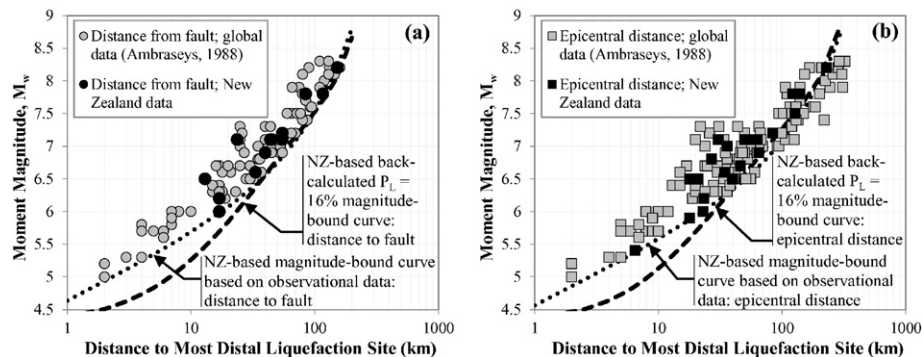 (a)
Distance from fault; global
data (Ambraseys, 1988)
Distance from fault; New
Zealand data
NZ-based back-
calculated PL =
16% magnitude-
bound curve:
distance to fault
NZ-based magnitude-bound curve
based on observational data:
distance to fault
Moment Magnitude, Mw
9
8.5
8
7.5
7
6.5
6
5.5
5
4.5
1
10
100
1000
Distance to Most Distal Liquefaction Site (km)
(b)
Epicentral distance; global
data (Ambraseys, 1988)
Epicentral distance; New
Zealand data
NZ-based back-
calculated PL =
16% magnitude-
bound curve:
epicentral distance
NZ-based magnitude-bound
curve based on observational
data: epicentral distance
Moment Magnitude, Mw
9
8.5
8
7.5
7
6.5
6
5.5
5
4.5
1
10
100
1000
Distance to Most Distal Liquefaction Site (km)